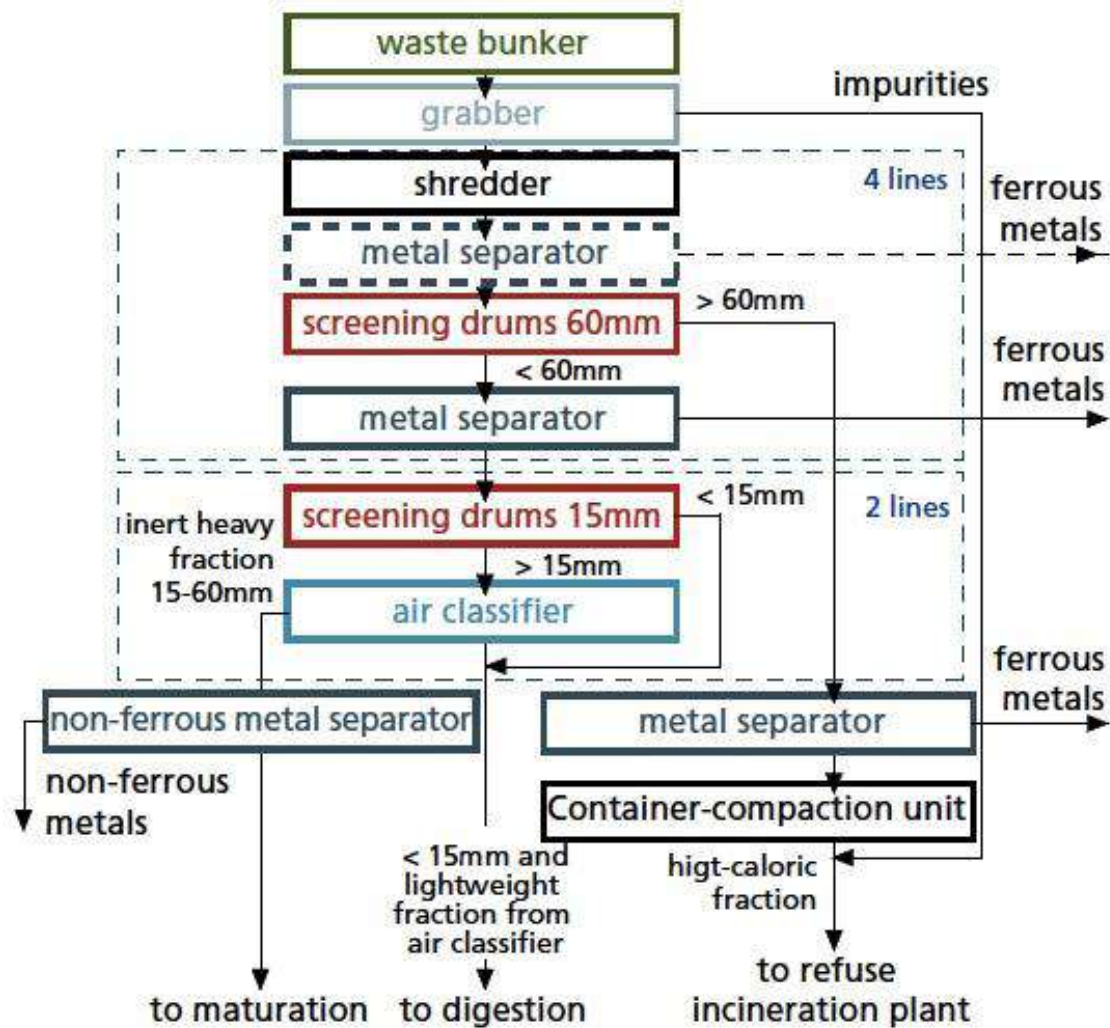 waste bunker
impurities
grabber
shredder
4 lines
ferrous
metals
metal separator
> 60mm
screening drums 60mm
ferrous
metals
< 60mm
metal separator
< 15mm
2 lines
screening drums 15mm
inert heavy
fraction
15-60mm
> 15mm
air classifier
ferrous
metals
non-ferrous metal separator
metal separator
non-ferrous
metals
Container-compaction unit
< 15mm and
lightweight
fraction from
air classifier
higt-caloric
fraction
to maturation
to digestion
to refuse
incineration plant